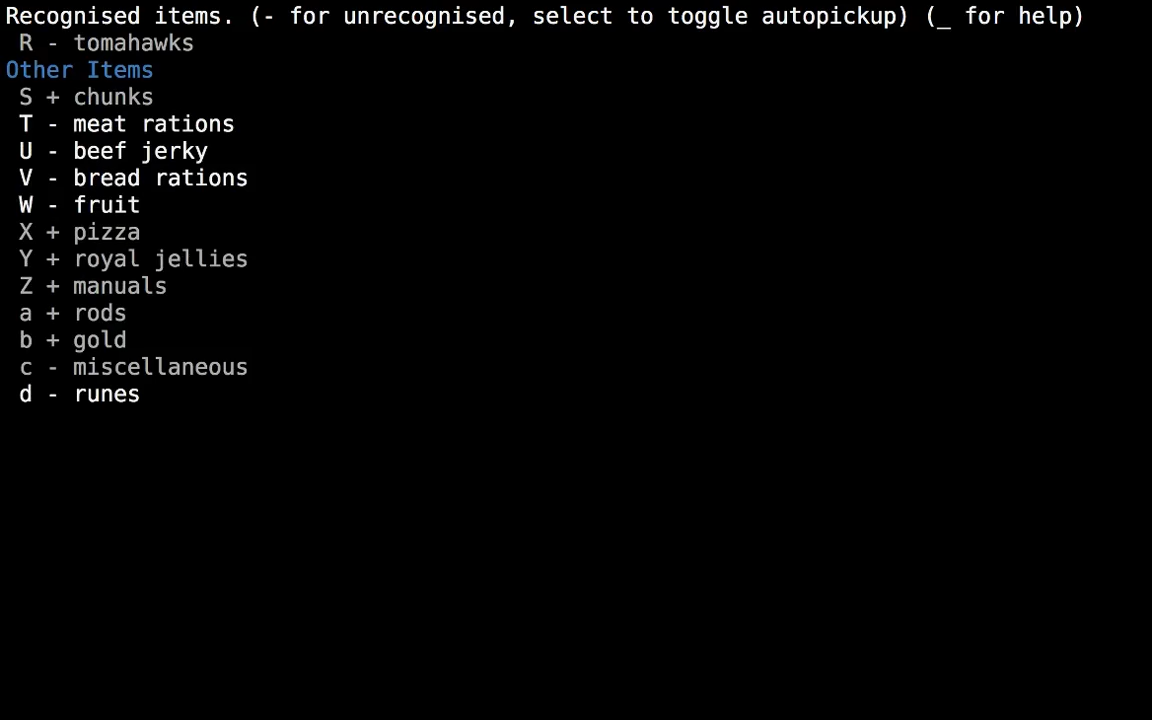 Recognised items. (- for unrecognised, select to toggle autopickup) (_ for help)
R - tomahawks
Other Items
S + chunks
T - meat rations
U - beef jerky
V - bread rations
W - fruit
X + pizza
Y + royal jellies
Z + manuals
a + rods
b + gold
c - miscellaneous
d - runes